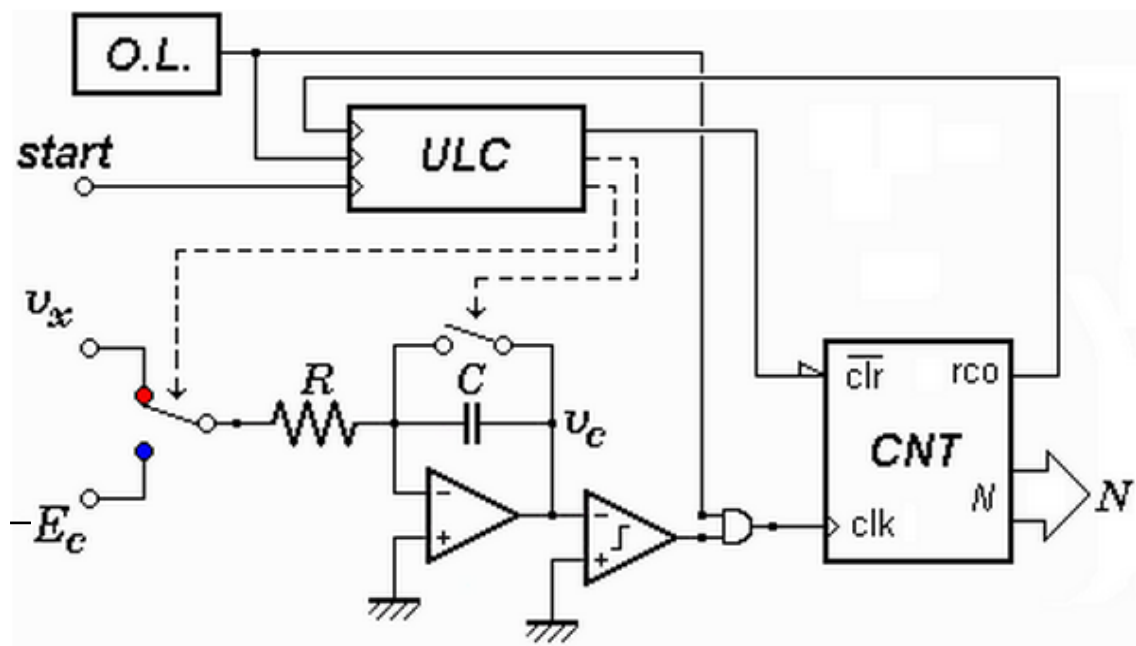 O.L.
start
ULC
υx
R
C
υc
−Ec
−
+
−
+
clr rco
CNT
N
clk
N